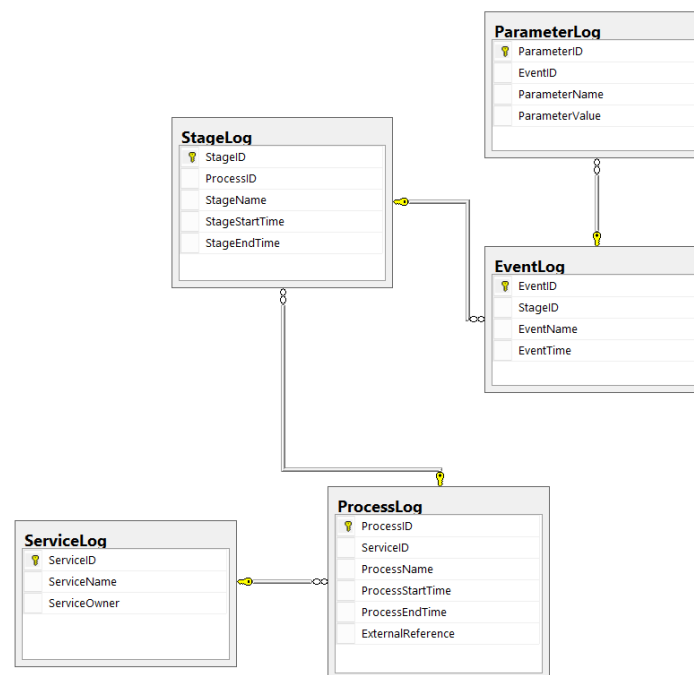 ParameterLog
ParameterID
EventID
ParameterName
ParameterValue
StageLog
StageID
ProcessID
StageName
StageStartTime
StageEndTime
EventLog
EventID
StageID
EventName
EventTime
ProcessLog
ProcessID
ServiceID
ProcessName
ProcessStartTime
ProcessEndTime
ExternalReference
ServiceLog
ServiceID
ServiceName
ServiceOwner